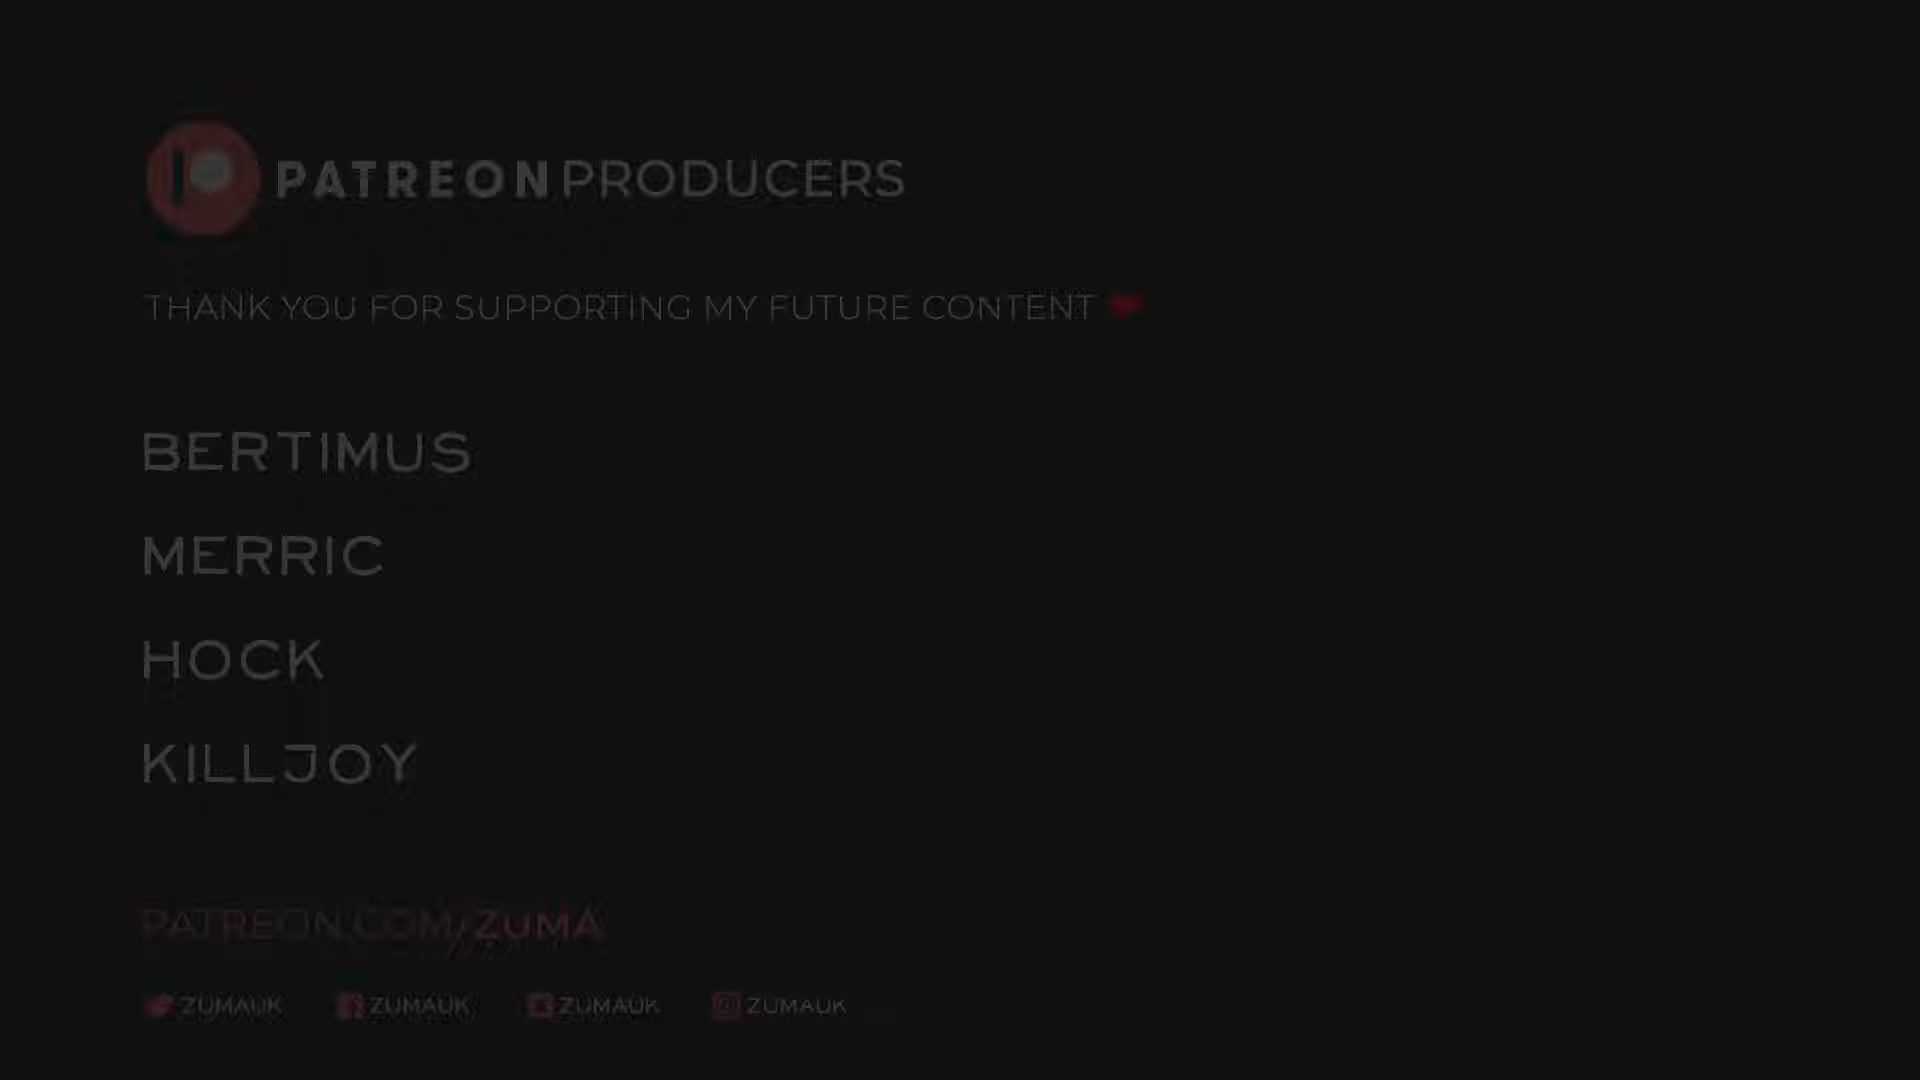 PATREON PRODUCERS
THANK YOU FOR SUPPORTING MY FUTURE CONTENT
BERTIMUS
MERRIC
HOCK
KILLJOY
PATREON.COM/ZUMA
ZUMAUK ZUMAUK ZUMAUK ZUMAUK